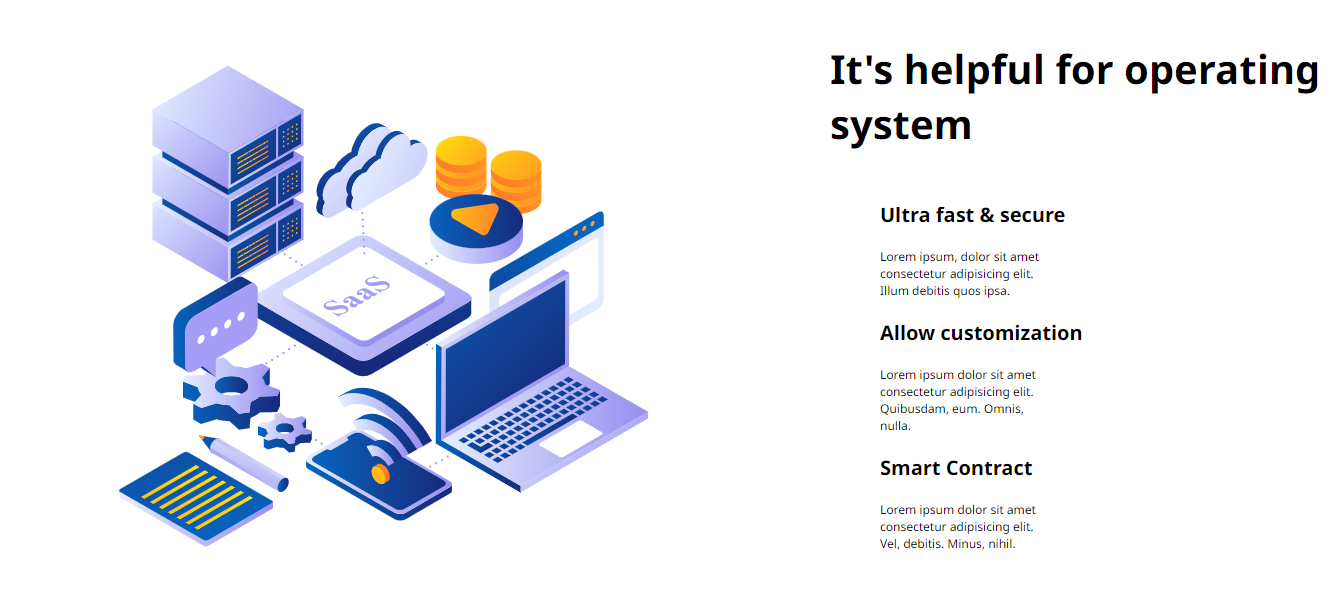 It's helpful for operating
system
SaaS
Ultra fast & secure
Lorem ipsum, dolor sit amet
consectetur adipisicing elit.
Illum debitis quos ipsa.
Allow customization
Lorem ipsum dolor sit amet
consectetur adipisicing elit.
Quibusdam, eum. Omnis,
nulla.
Smart Contract
Lorem ipsum dolor sit amet
consectetur adipisicing elit.
Vel, debitis. Minus, nihil.